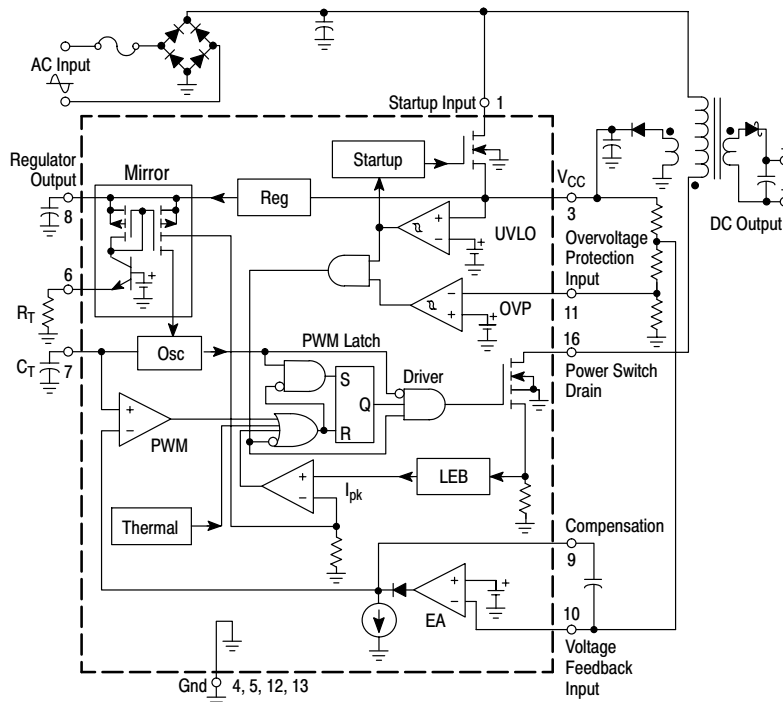 AC Input
Startup Input
1
Regulator
Output
8
Mirror
Startup
Reg
VCC
3
DC Output
UVLO
Overvoltage
Protection
Input
11
OVP
6
RT
16
Power Switch
Drain
CT
7
Osc
PWM Latch
Driver
S
Q
R
PWM
LEB
Ipk
Thermal
Compensation
9
EA
10
Voltage
Feedback
Input
Gnd
4, 5, 12, 13
+
−
+
−
+
−
+
−
+
−
+
+
+
+